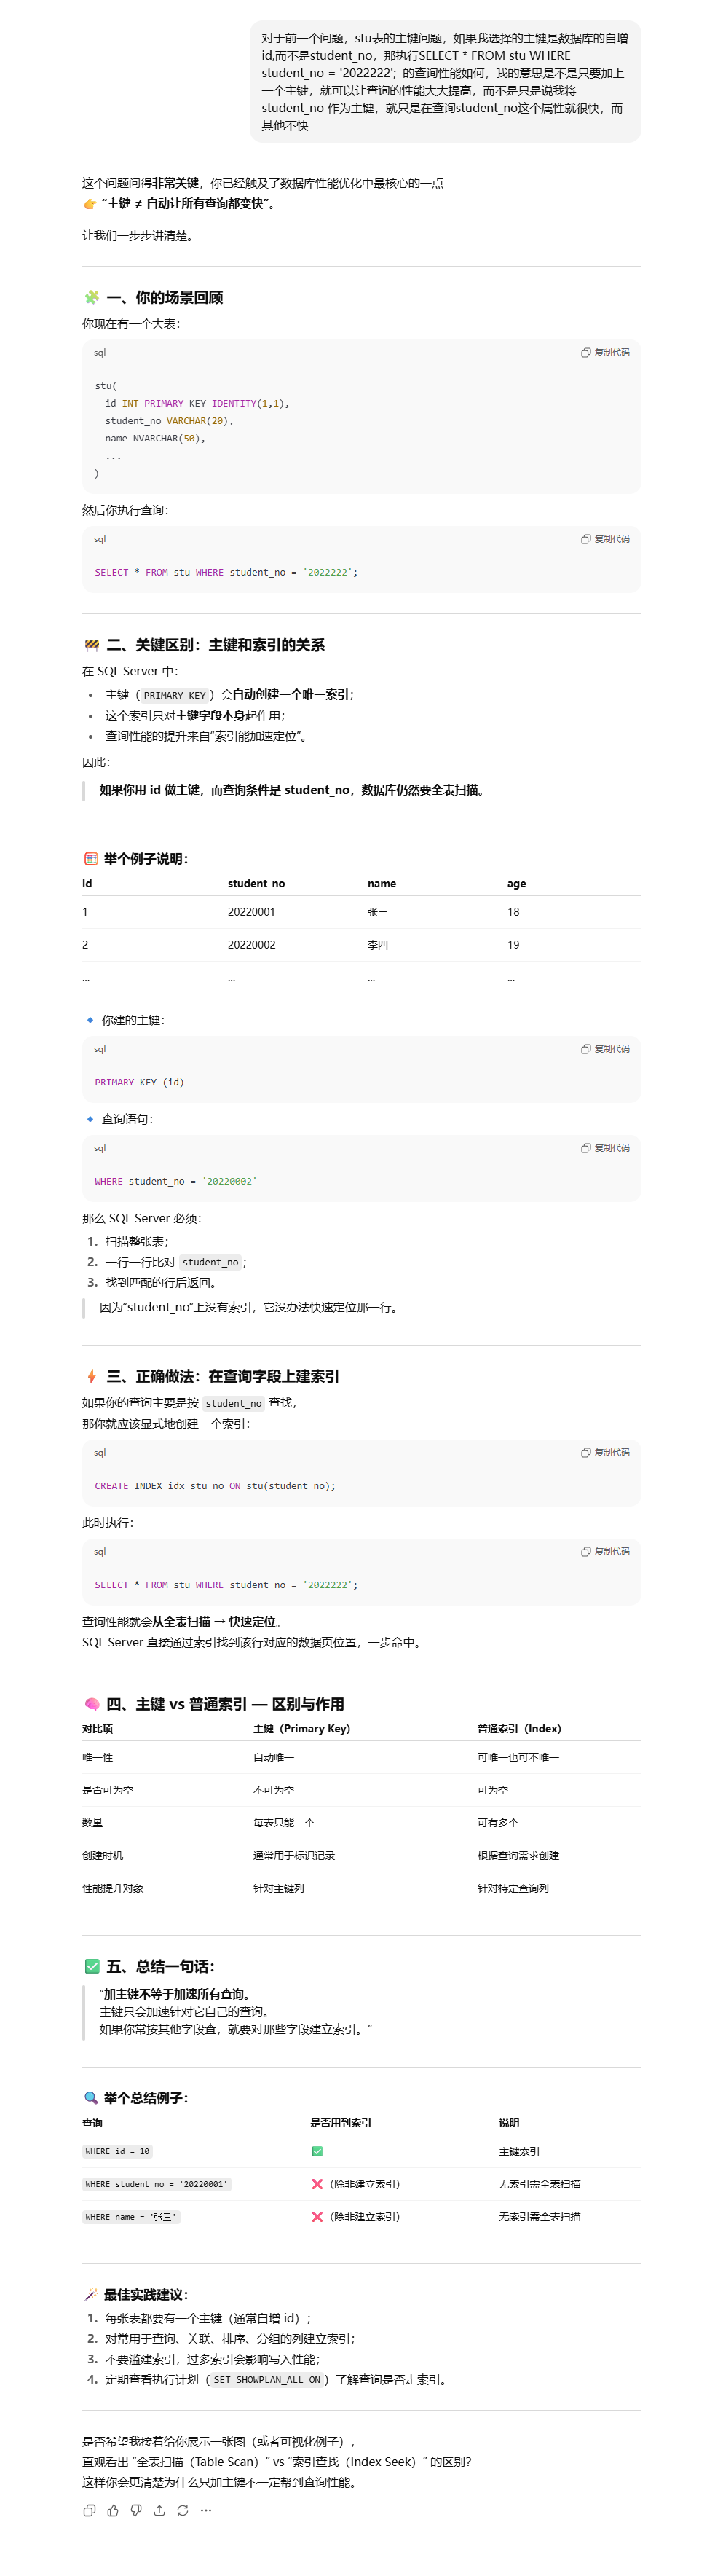 对于前一个问题，stu表的主键问题，如果我选择的主键是数据库的自增
id,而不是student_no，那执行SELECT * FROM stu WHERE
student_no = '2022222'；的查询性能如何，我的意思是不是只要加上
一个主键，就可以让查询的性能大大提高，而不是只是说我将
student_no 作为主键，就只是在查询student_no这个属性就很快，而
其他不快
这个问题问得非常关键，你已经触及了数据库性能优化中最核心的一点 ——
👉 “主键 ≠ 自动让所有查询都变快”。
让我们一步步讲清楚。
🧩 一、你的场景回顾
你现在有一个大表：
sql
复制代码
stu(
id INT PRIMARY KEY IDENTITY(1,1),
student_no VARCHAR(20),
name NVARCHAR(50),
...
)
然后你执行查询：
sql
复制代码
SELECT * FROM stu WHERE student_no = '2022222';
🚧 二、关键区别：主键和索引的关系
在 SQL Server 中：
• 主键（PRIMARY KEY）会自动创建一个唯一索引；
• 这个索引只对主键字段本身起作用；
• 查询性能的提升来自“索引能加速定位”。
因此：
如果你用 id 做主键，而查询条件是 student_no，数据库仍然要全表扫描。
🧮 举个例子说明：
id student_no name age
1 20220001 张三 18
2 20220002 李四 19
... ... ... ...
🔹 你建的主键：
sql
复制代码
PRIMARY KEY (id)
🔹 查询语句：
sql
复制代码
WHERE student_no = '20220002'
那么 SQL Server 必须：
1. 扫描整张表；
2. 一行一行比对 student_no；
3. 找到匹配的行后返回。
因为“student_no”上没有索引，它没办法快速定位那一行。
⚡ 三、正确做法：在查询字段上建索引
如果你的查询主要是按 student_no 查找，
那你就应该显式地创建一个索引：
sql
复制代码
CREATE INDEX idx_stu_no ON stu(student_no);
此时执行：
sql
复制代码
SELECT * FROM stu WHERE student_no = '2022222';
查询性能就会从全表扫描 → 快速定位。
SQL Server 直接通过索引找到该行对应的数据页位置，一步命中。
🧠 四、主键 vs 普通索引 — 区别与作用
对比项 主键（Primary Key） 普通索引（Index）
唯一性 自动唯一 可唯一也可不唯一
是否可为空 不可为空 可为空
数量 每表只能一个 可有多个
创建时机 通常用于标识记录 根据查询需求创建
性能提升对象 针对主键列 针对特定查询列
✅ 五、总结一句话：
“加主键不等于加速所有查询。
主键只会加速针对它自己的查询。
如果你常按其他字段查，就要对那些字段建立索引。”
🔍 举个总结例子：
查询 是否用到索引 说明
WHERE id = 10 ✅ 主键索引
WHERE student_no = '20220001' ❌（除非建立索引） 无索引需全表扫描
WHERE name = '张三' ❌（除非建立索引） 无索引需全表扫描
🪄 最佳实践建议：
1. 每张表都要有一个主键（通常自增 id）；
2. 对常用于查询、关联、排序、分组的列建立索引；
3. 不要滥建索引，过多索引会影响写入性能；
4. 定期查看执行计划（SET SHOWPLAN_ALL ON）了解查询是否走索引。
是否希望我接着给你展示一张图（或者可视化例子），
直观看出 “全表扫描（Table Scan）” vs “索引查找（Index Seek）” 的区别？
这样你会更清楚为什么只加主键不一定帮到查询性能。